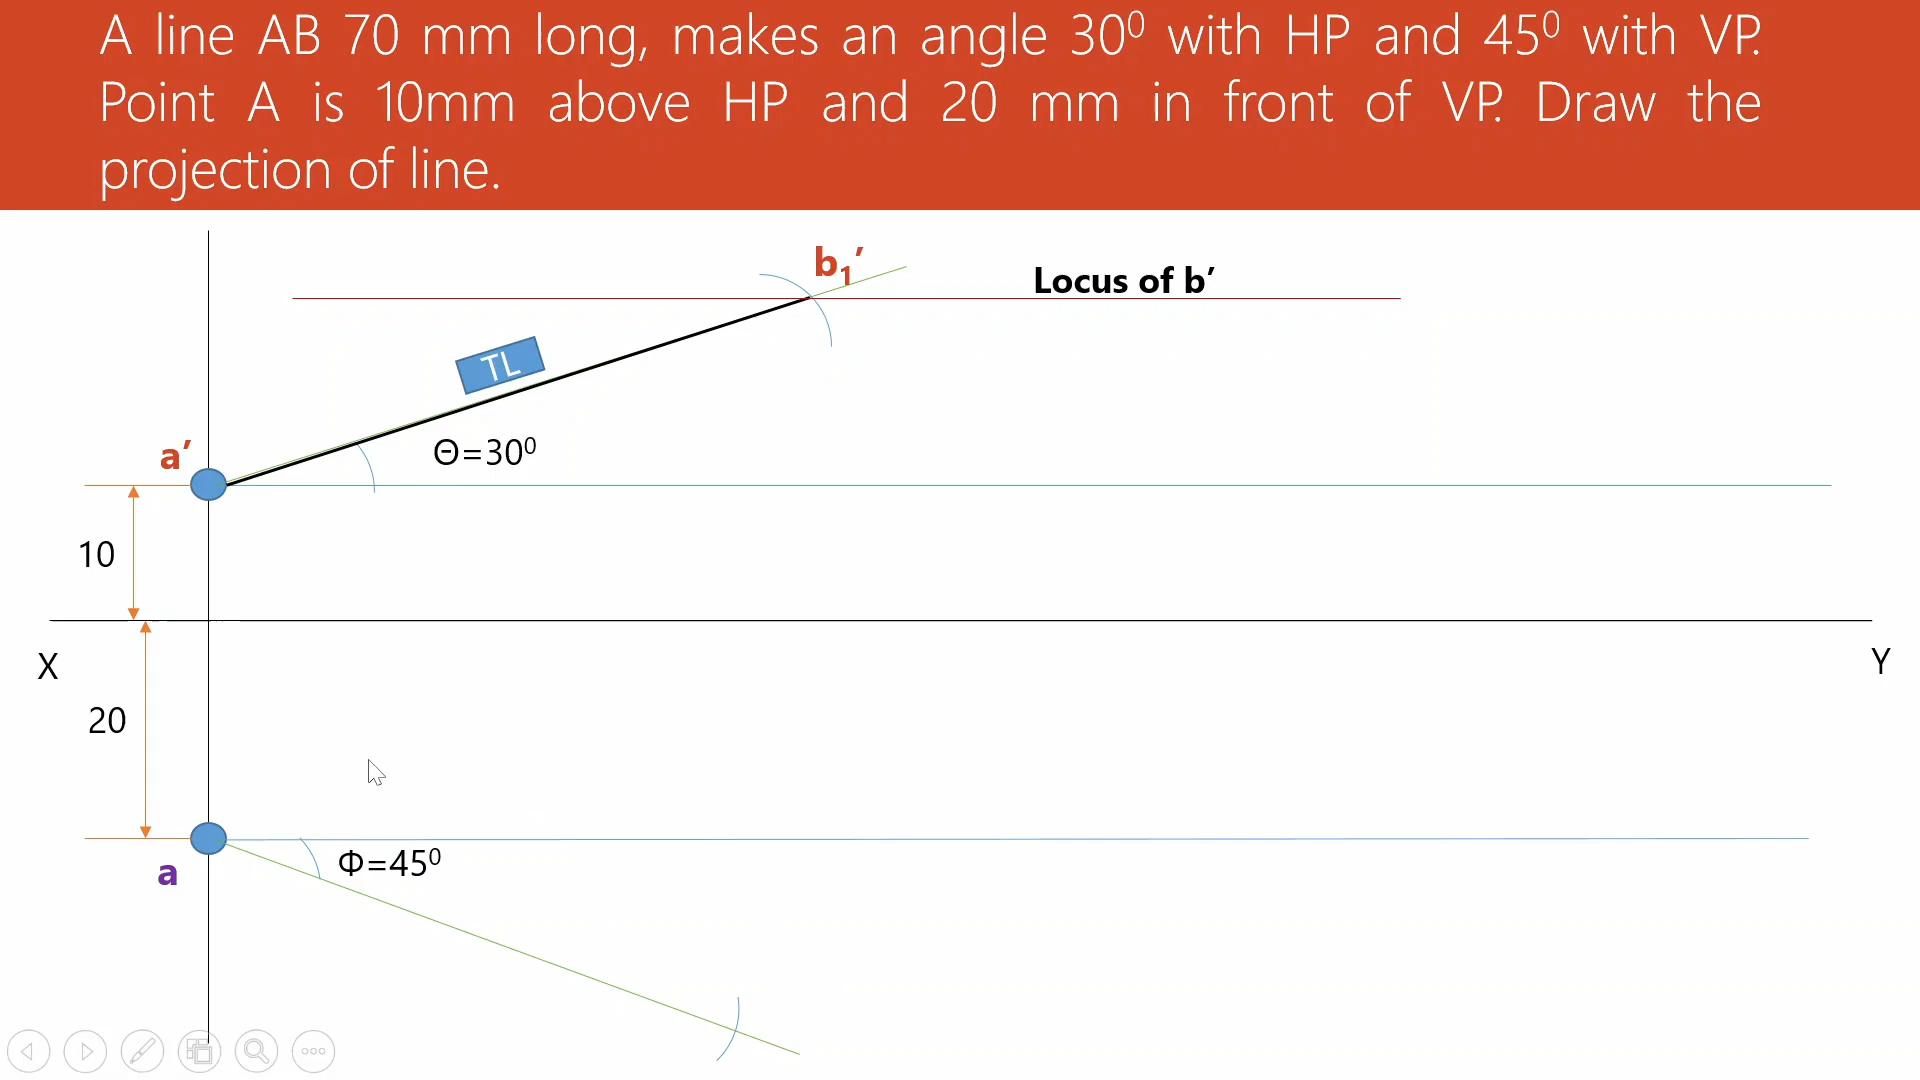 A line AB 70 mm long, makes an angle 30⁰ with HP and 45⁰ with VP.
Point A is 10mm above HP and 20 mm in front of VP. Draw the
projection of line.
b₁′
Locus of b′
TL
a′
Θ=30⁰
10
X
Y
20
Φ=45⁰
a